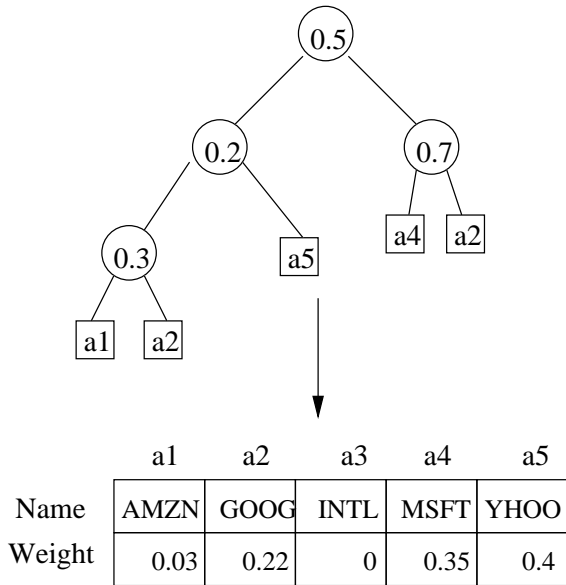 0.5
0.2 0.7
0.3 a5 a4 a2
a1 a2
a1 a2 a3 a4 a5
Name AMZN GOOG INTL MSFT YHOO
Weight 0.03 0.22 0 0.35 0.4